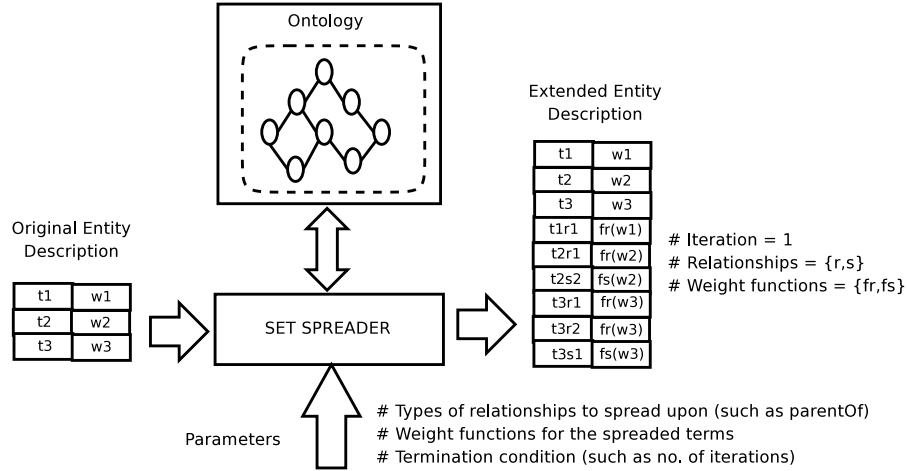 Ontology
Extended Entity
Description
t1 w1
t2 w2
t3 w3
t1r1 fr(w1)
t2r1 fr(w2)
t2s2 fs(w2)
t3r1 fr(w3)
t3r2 fr(w3)
t3s1 fs(w3)
# Iteration = 1
# Relationships = {r,s}
# Weight functions = {fr,fs}
Original Entity
Description
t1 w1
t2 w2
t3 w3
SET SPREADER
Parameters
# Types of relationships to spread upon (such as parentOf)
# Weight functions for the spreaded terms
# Termination condition (such as no. of iterations)